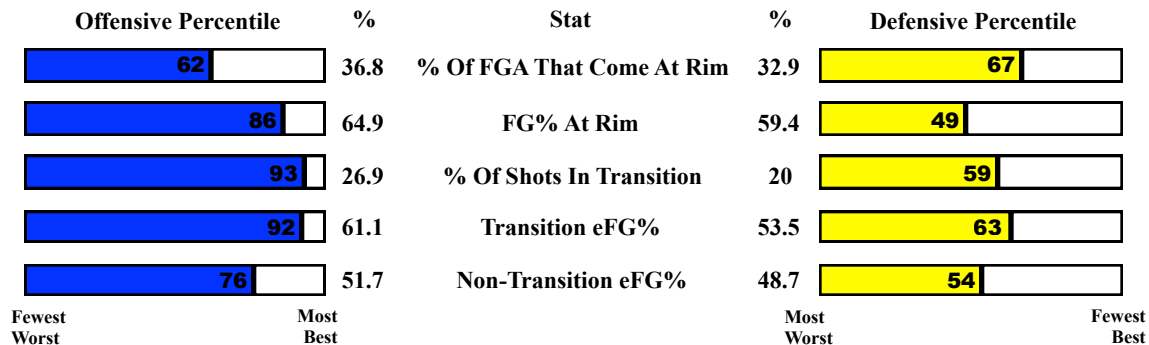 Offensive Percentile % Stat % Defensive Percentile
62 36.8 % Of FGA That Come At Rim 32.9 67
86 64.9 FG% At Rim 59.4 49
93 26.9 % Of Shots In Transition 20 59
92 61.1 Transition eFG% 53.5 63
76 51.7 Non-Transition eFG% 48.7 54
Fewest Most Most Fewest
Worst Best Worst Best